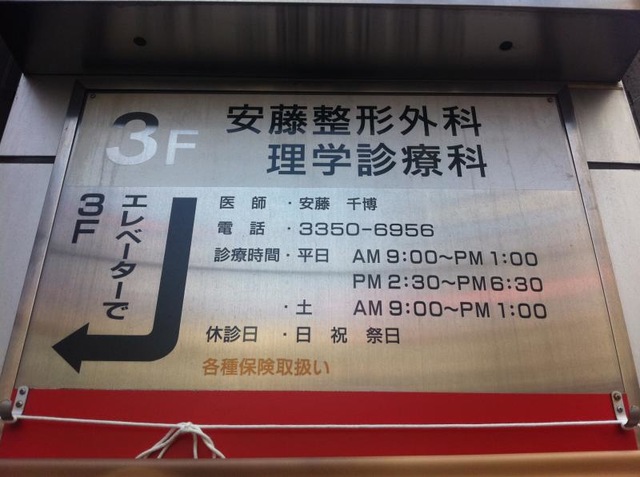 3F
安藤整形外科
理学診療科
エレベーターで
3F
医 師 ・安藤 千博
電 話 ・3350-6956
診療時間・平日 AM 9:00〜PM 1:00
PM 2:30〜PM 6:30
・土 AM 9:00〜PM 1:00
休診日 ・日 祝 祭日
各種保険取扱い